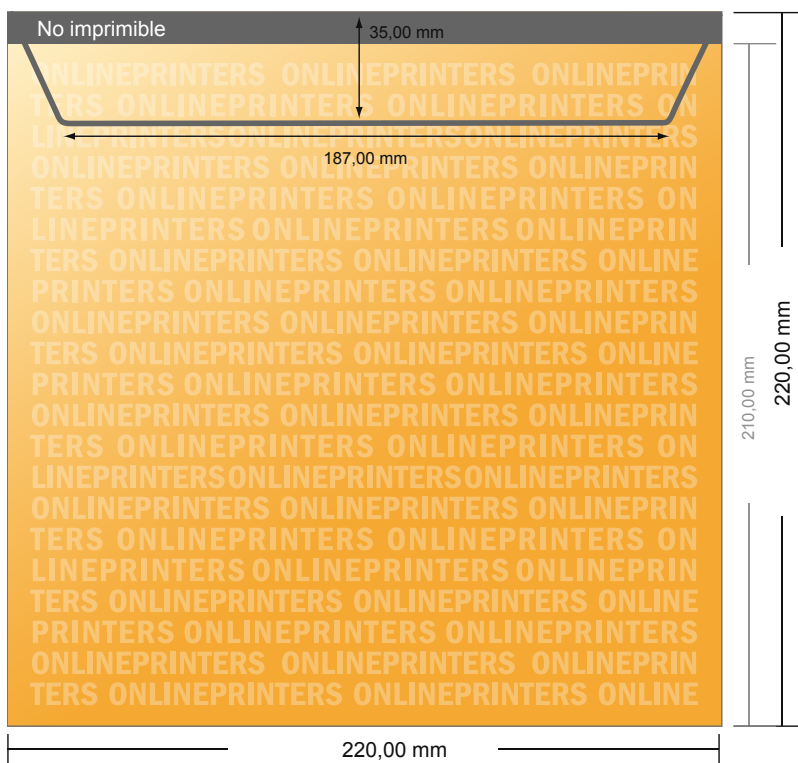 No imprimible
35,00 mm
ONLINEPRINTERS ONLINEPRINTERS ONLINEPRIN
TERS ONLINEPRINTERS ONLINEPRINTERS ON
LINEPRINTERSONLINEPRINTERSONLINEPRINTERS
187,00 mm
ONLINEPRINTERS ONLINEPRINTERS ONLINEPRIN
TERS ONLINEPRINTERS ONLINEPRINTERS ON
LINEPRINTERS ONLINEPRINTERS ONLINEPRIN
TERS ONLINEPRINTERS ONLINEPRINTERS ONLINE
PRINTERS ONLINEPRINTERS ONLINEPRINTERS
ONLINEPRINTERS ONLINEPRINTERS ONLINEPRIN
TERS ONLINEPRINTERS ONLINEPRINTERS ONLINE
PRINTERS ONLINEPRINTERS ONLINEPRINTERS
ONLINEPRINTERS ONLINEPRINTERS ONLINEPRIN
TERS ONLINEPRINTERS ONLINEPRINTERS ON
LINEPRINTERSONLINEPRINTERSONLINEPRINTERS
ONLINEPRINTERS ONLINEPRINTERS ONLINEPRIN
TERS ONLINEPRINTERS ONLINEPRINTERS ON
LINEPRINTERS ONLINEPRINTERS ONLINEPRIN
TERS ONLINEPRINTERS ONLINEPRINTERS ONLINE
PRINTERS ONLINEPRINTERS ONLINEPRINTERS
ONLINEPRINTERS ONLINEPRINTERS ONLINEPRIN
TERS ONLINEPRINTERS ONLINEPRINTERS ONLINE
210,00 mm
220,00 mm
220,00 mm